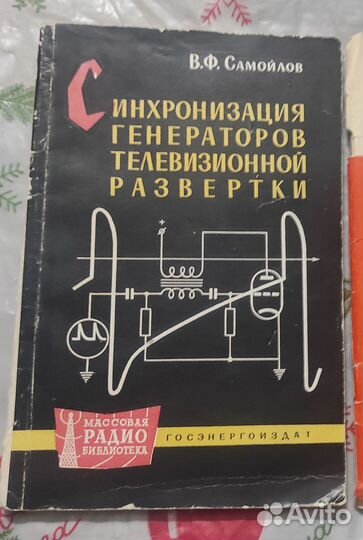 В.Ф. САМОЙЛОВ
СИНХРОНИЗАЦИЯ
ГЕНЕРАТОРОВ
ТЕЛЕВИЗИОННОЙ
РАЗВЕРТКИ
+
МАССОВАЯ
РАДИО
БИБЛИОТЕКА
ГОСЭНЕРГОИЗДАТ
Avito